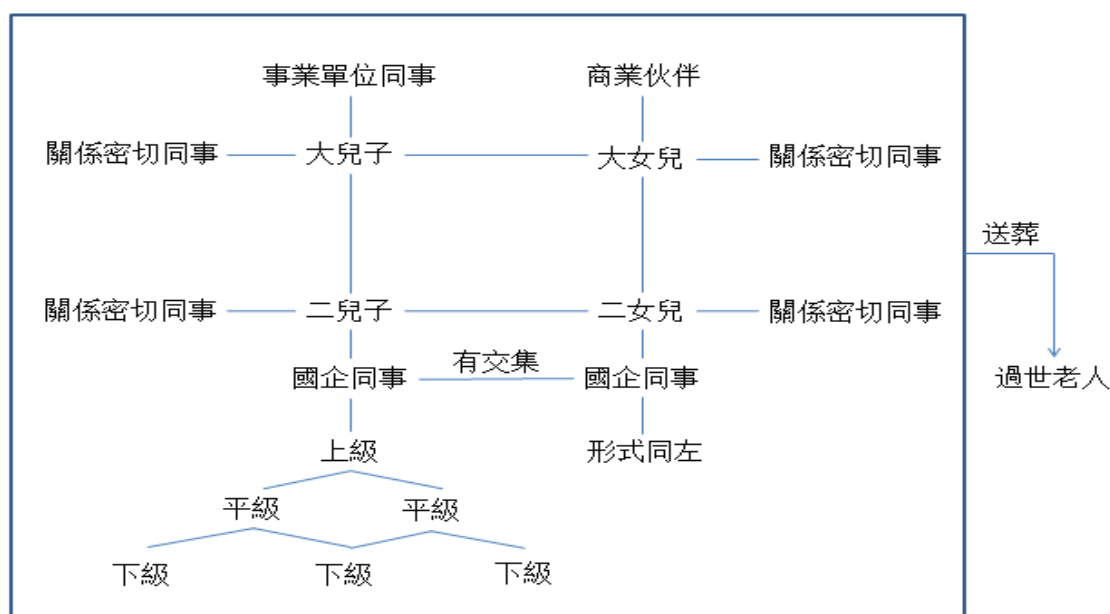 事業單位同事 商業伙伴
關係密切同事 大兒子 大女兒 關係密切同事
送葬
關係密切同事 二兒子 二女兒 關係密切同事
有交集
國企同事 國企同事 過世老人
上級 形式同左
平級 平級
下級 下級 下級